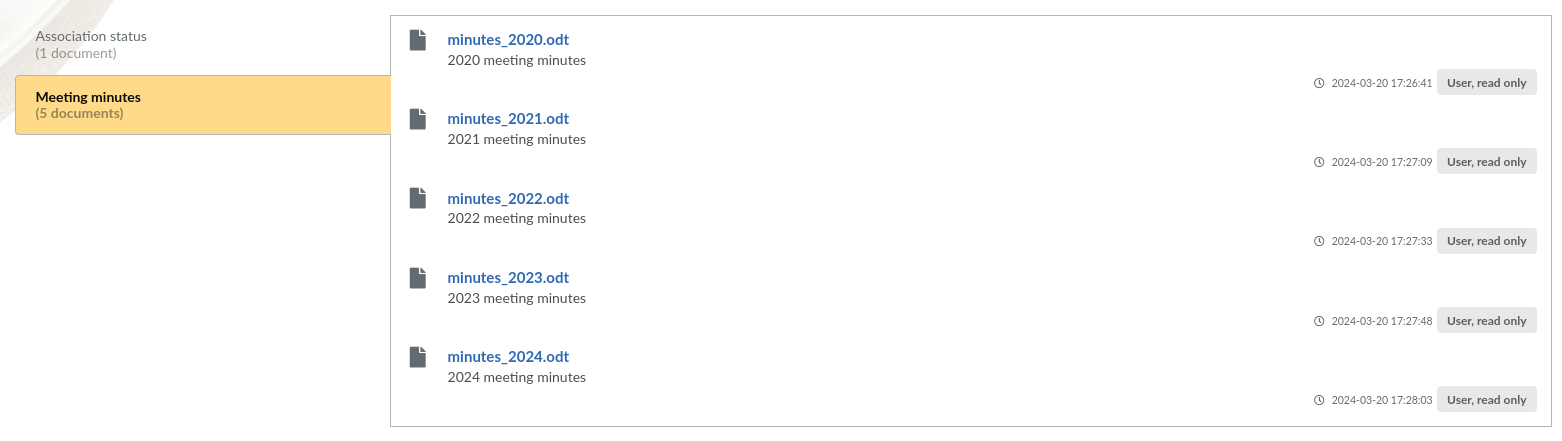 Association status
(1 document)
Meeting minutes
(5 documents)
minutes_2020.odt
2020 meeting minutes
2024-03-20 17:26:41 User, read only
minutes_2021.odt
2021 meeting minutes
2024-03-20 17:27:09 User, read only
minutes_2022.odt
2022 meeting minutes
2024-03-20 17:27:33 User, read only
minutes_2023.odt
2023 meeting minutes
2024-03-20 17:27:48 User, read only
minutes_2024.odt
2024 meeting minutes
2024-03-20 17:28:03 User, read only